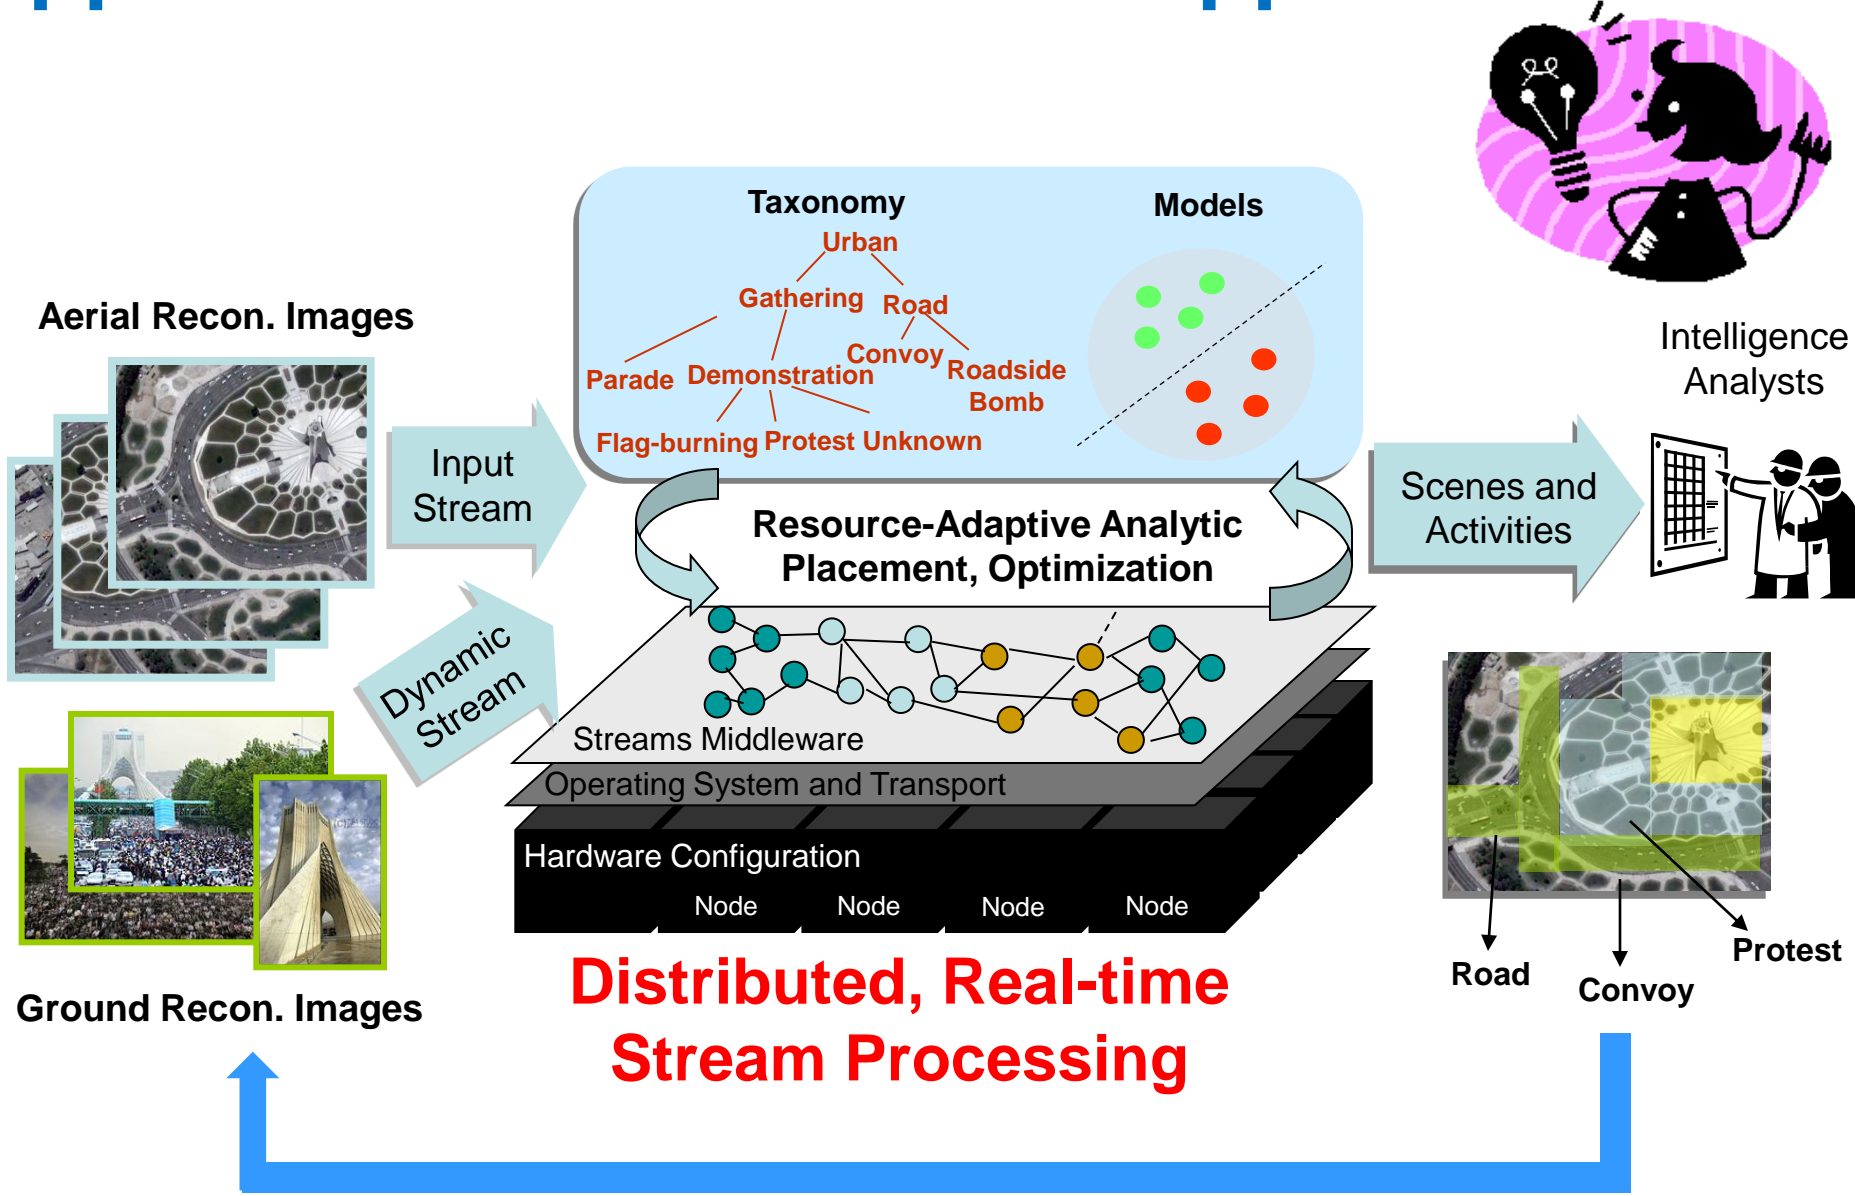 Taxonomy
Models
Urban
Gathering
Road
Convoy
Parade
Demonstration
Roadside
Bomb
Flag-burning
Protest
Unknown
Aerial Recon. Images
Input
Stream
Dynamic
Stream
Ground Recon. Images
Resource-Adaptive Analytic
Placement, Optimization
Streams Middleware
Operating System and Transport
Hardware Configuration
Node
Node
Node
Node
Distributed, Real-time
Stream Processing
Scenes and
Activities
Intelligence
Analysts
Road
Convoy
Protest